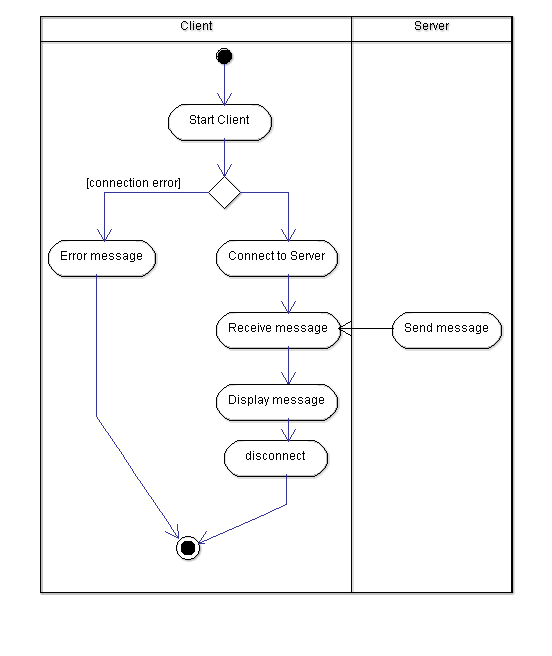 Client
Server
Start Client
[connection error]
Error message
Connect to Server
Receive message
Send message
Display message
disconnect